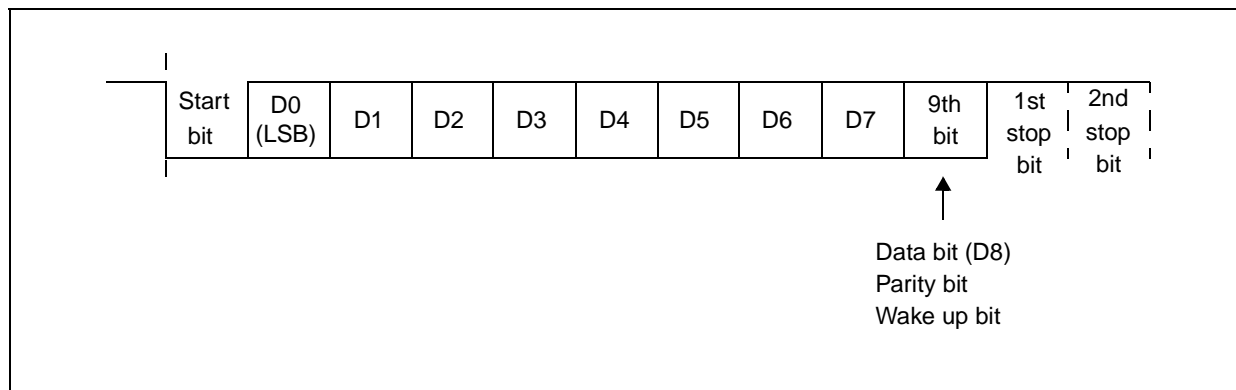 Start bit
D0 (LSB)
D1
D2
D3
D4
D5
D6
D7
9th bit
1st stop bit
2nd stop bit
Data bit (D8)
Parity bit
Wake up bit